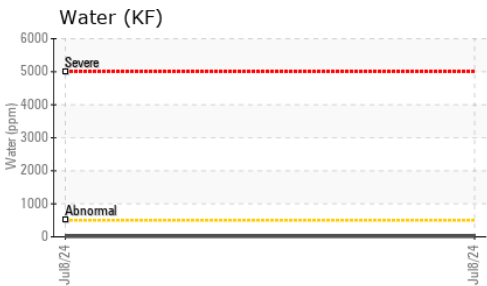 Water (KF)
6000
Severe
5000
4000
Water (ppm)
3000
2000
1000
Abnormal
0
Jul8/24
Jul8/24